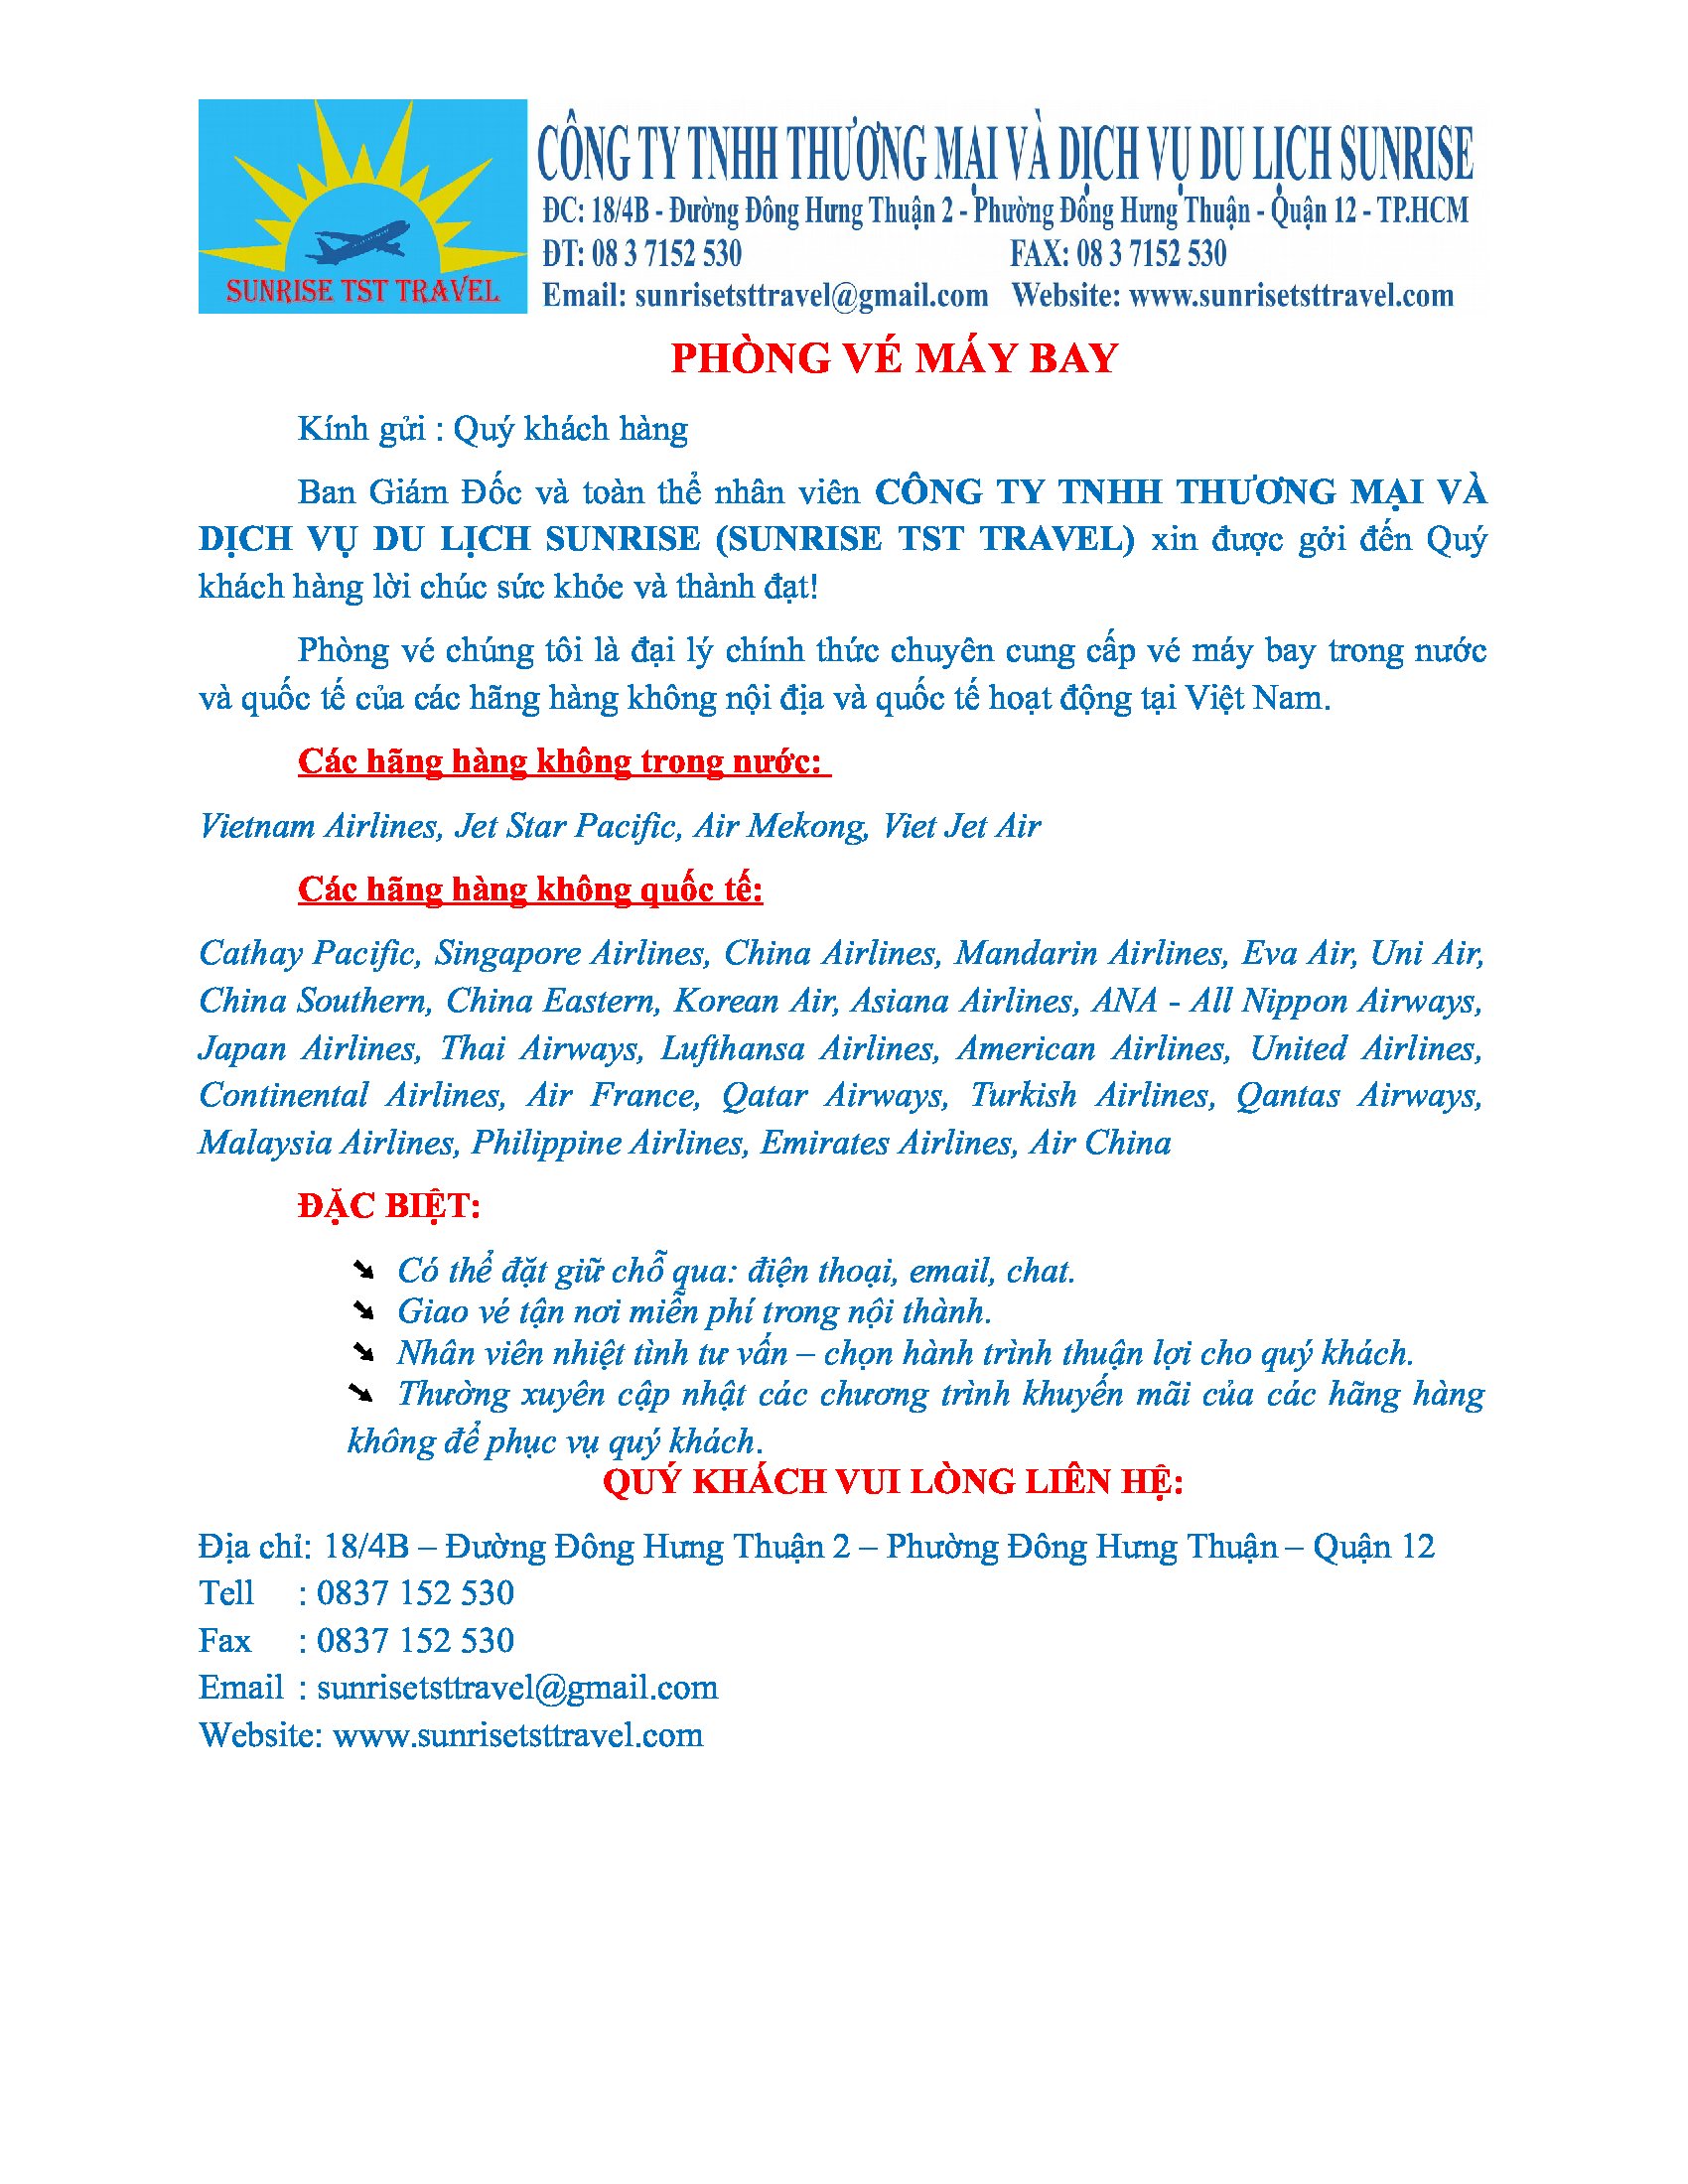 SUNRISE TST TRAVEL
CÔNG TY TNHH THƯƠNG MẠI VÀ DỊCH VỤ DU LỊCH SUNRISE
ĐC: 18/4B - Đường Đông Hưng Thuận 2 - Phường Đông Hưng Thuận - Quận 12 - TP.HCM
ĐT: 08 3 7152 530 FAX: 08 3 7152 530
Email: sunrisetsttravel@gmail.com Website: www.sunrisetsttravel.com
PHÒNG VÉ MÁY BAY
Kính gửi : Quý khách hàng
Ban Giám Đốc và toàn thể nhân viên CÔNG TY TNHH THƯƠNG MẠI VÀ
DỊCH VỤ DU LỊCH SUNRISE (SUNRISE TST TRAVEL) xin được gởi đến Quý
khách hàng lời chúc sức khỏe và thành đạt!
Phòng vé chúng tôi là đại lý chính thức chuyên cung cấp vé máy bay trong nước
và quốc tế của các hãng hàng không nội địa và quốc tế hoạt động tại Việt Nam.
Các hãng hàng không trong nước:
Vietnam Airlines, Jet Star Pacific, Air Mekong, Viet Jet Air
Các hãng hàng không quốc tế:
Cathay Pacific, Singapore Airlines, China Airlines, Mandarin Airlines, Eva Air, Uni Air,
China Southern, China Eastern, Korean Air, Asiana Airlines, ANA - All Nippon Airways,
Japan Airlines, Thai Airways, Lufthansa Airlines, American Airlines, United Airlines,
Continental Airlines, Air France, Qatar Airways, Turkish Airlines, Qantas Airways,
Malaysia Airlines, Philippine Airlines, Emirates Airlines, Air China
ĐẶC BIỆT:
➘ Có thể đặt giữ chỗ qua: điện thoại, email, chat.
➘ Giao vé tận nơi miễn phí trong nội thành.
➘ Nhân viên nhiệt tình tư vấn – chọn hành trình thuận lợi cho quý khách.
➘ Thường xuyên cập nhật các chương trình khuyến mãi của các hãng hàng
không để phục vụ quý khách.
QUÝ KHÁCH VUI LÒNG LIÊN HỆ:
Địa chỉ: 18/4B – Đường Đông Hưng Thuận 2 – Phường Đông Hưng Thuận – Quận 12
Tell : 0837 152 530
Fax : 0837 152 530
Email : sunrisetsttravel@gmail.com
Website: www.sunrisetsttravel.com